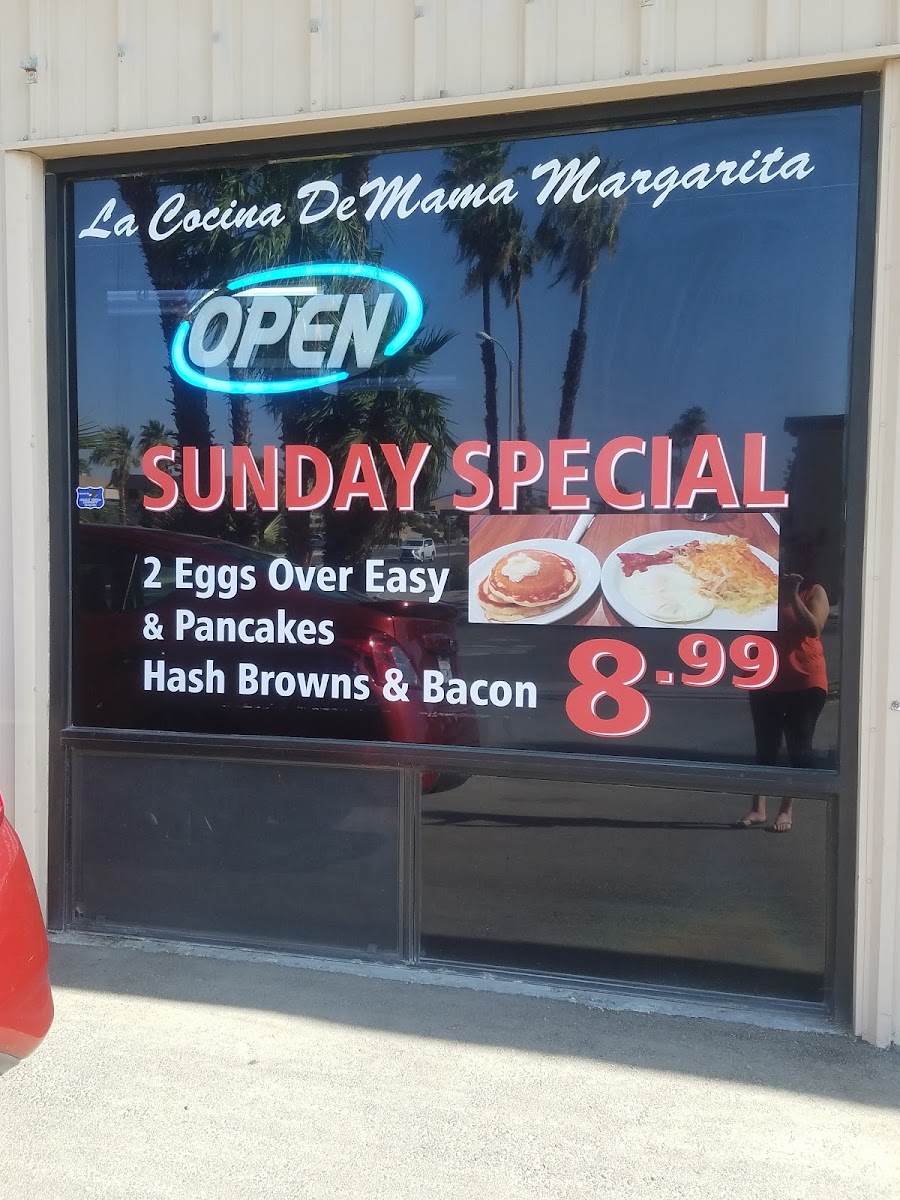 La Cocina De Mama Margarita
OPEN
SUNDAY SPECIAL
2 Eggs Over Easy
& Pancakes
Hash Browns & Bacon
8.99